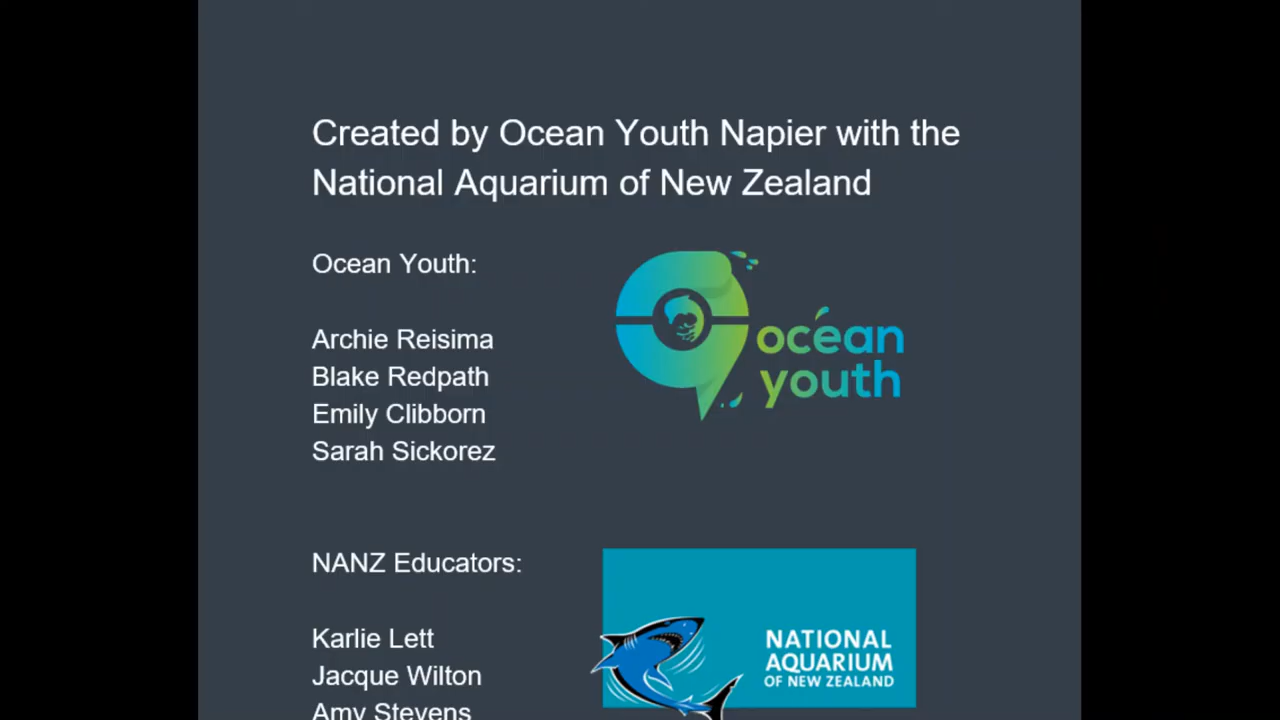 Created by Ocean Youth Napier with the
National Aquarium of New Zealand
Ocean Youth:
Archie Reisima
Blake Redpath
Emily Clibborn
Sarah Sickorez
océan
youth
NANZ Educators:
Karlie Lett
Jacque Wilton
Amy Stevens
NATIONAL
AQUARIUM
OF NEW ZEALAND